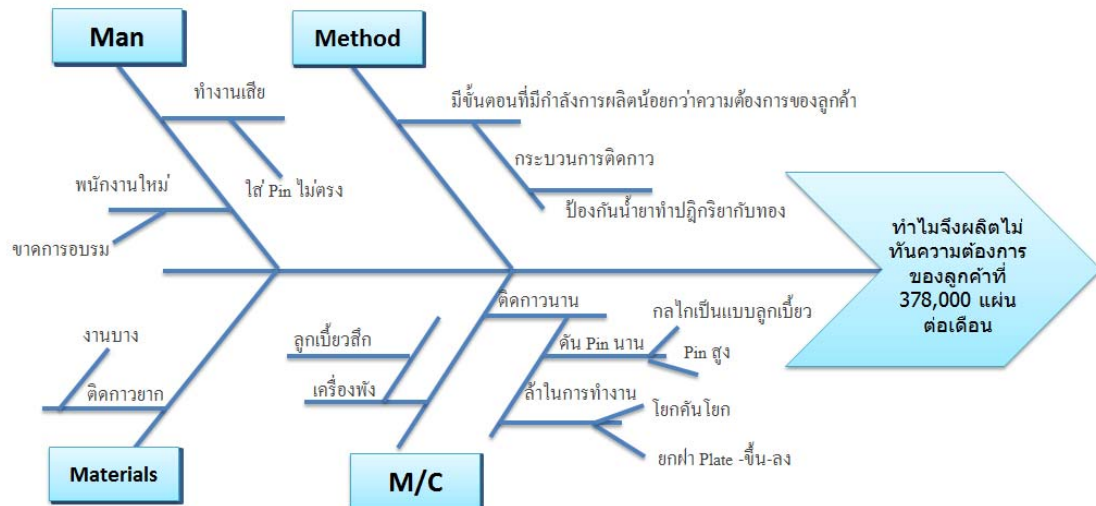 Man
Method
ทำงานเสีย
มีขั้นตอนที่มีกำลังการผลิตน้อยกว่าความต้องการของลูกค้า
กระบวนการติดกาว
พนักงานใหม่
ใส่ Pin ไม่ตรง
ป้องกันน้ำยาทำปฏิกริยากับทอง
ขาดการอบรม
ทำไมจึงผลิตไม่
ทันความต้องการ
ของลูกค้าที่
378,000 แผ่น
ต่อเดือน
ติดกาวนาน
กลไกเป็นแบบลูกเบี้ยว
งานบาง
ลูกเบี้ยวสึก
ดัน Pin นาน
Pin สูง
ติดกาวยาก
เครื่องพัง
ล้าในการทำงาน
โยกคันโยก
ยกฝา Plate -ขึ้น-ลง
Materials
M/C